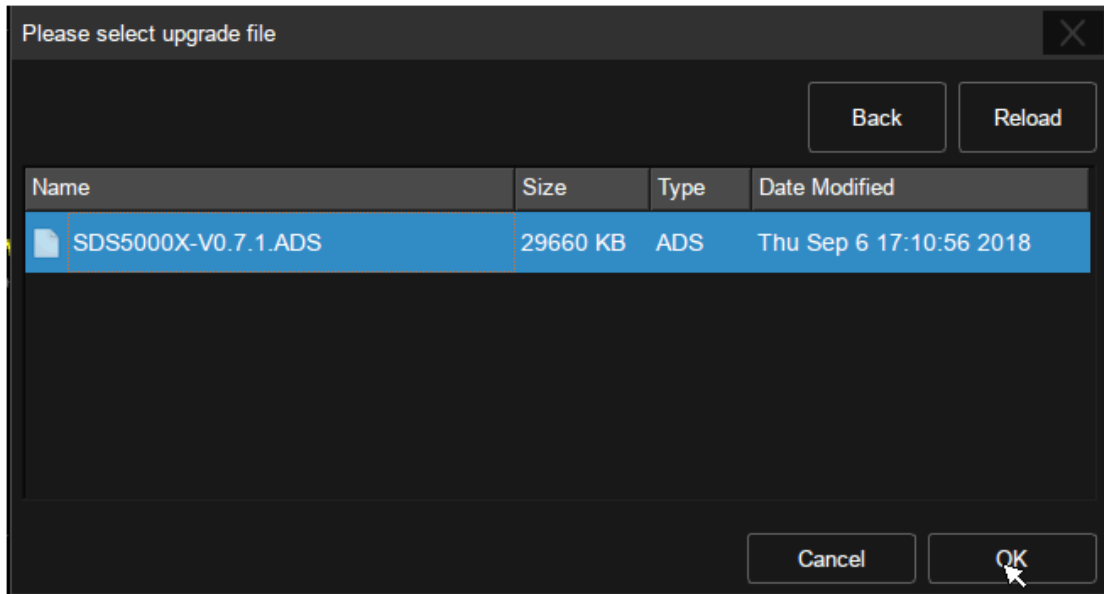 Please select upgrade file
Back Reload
Name Size Type Date Modified
SDS5000X-V0.7.1.ADS 29660 KB ADS Thu Sep 6 17:10:56 2018
Cancel OK